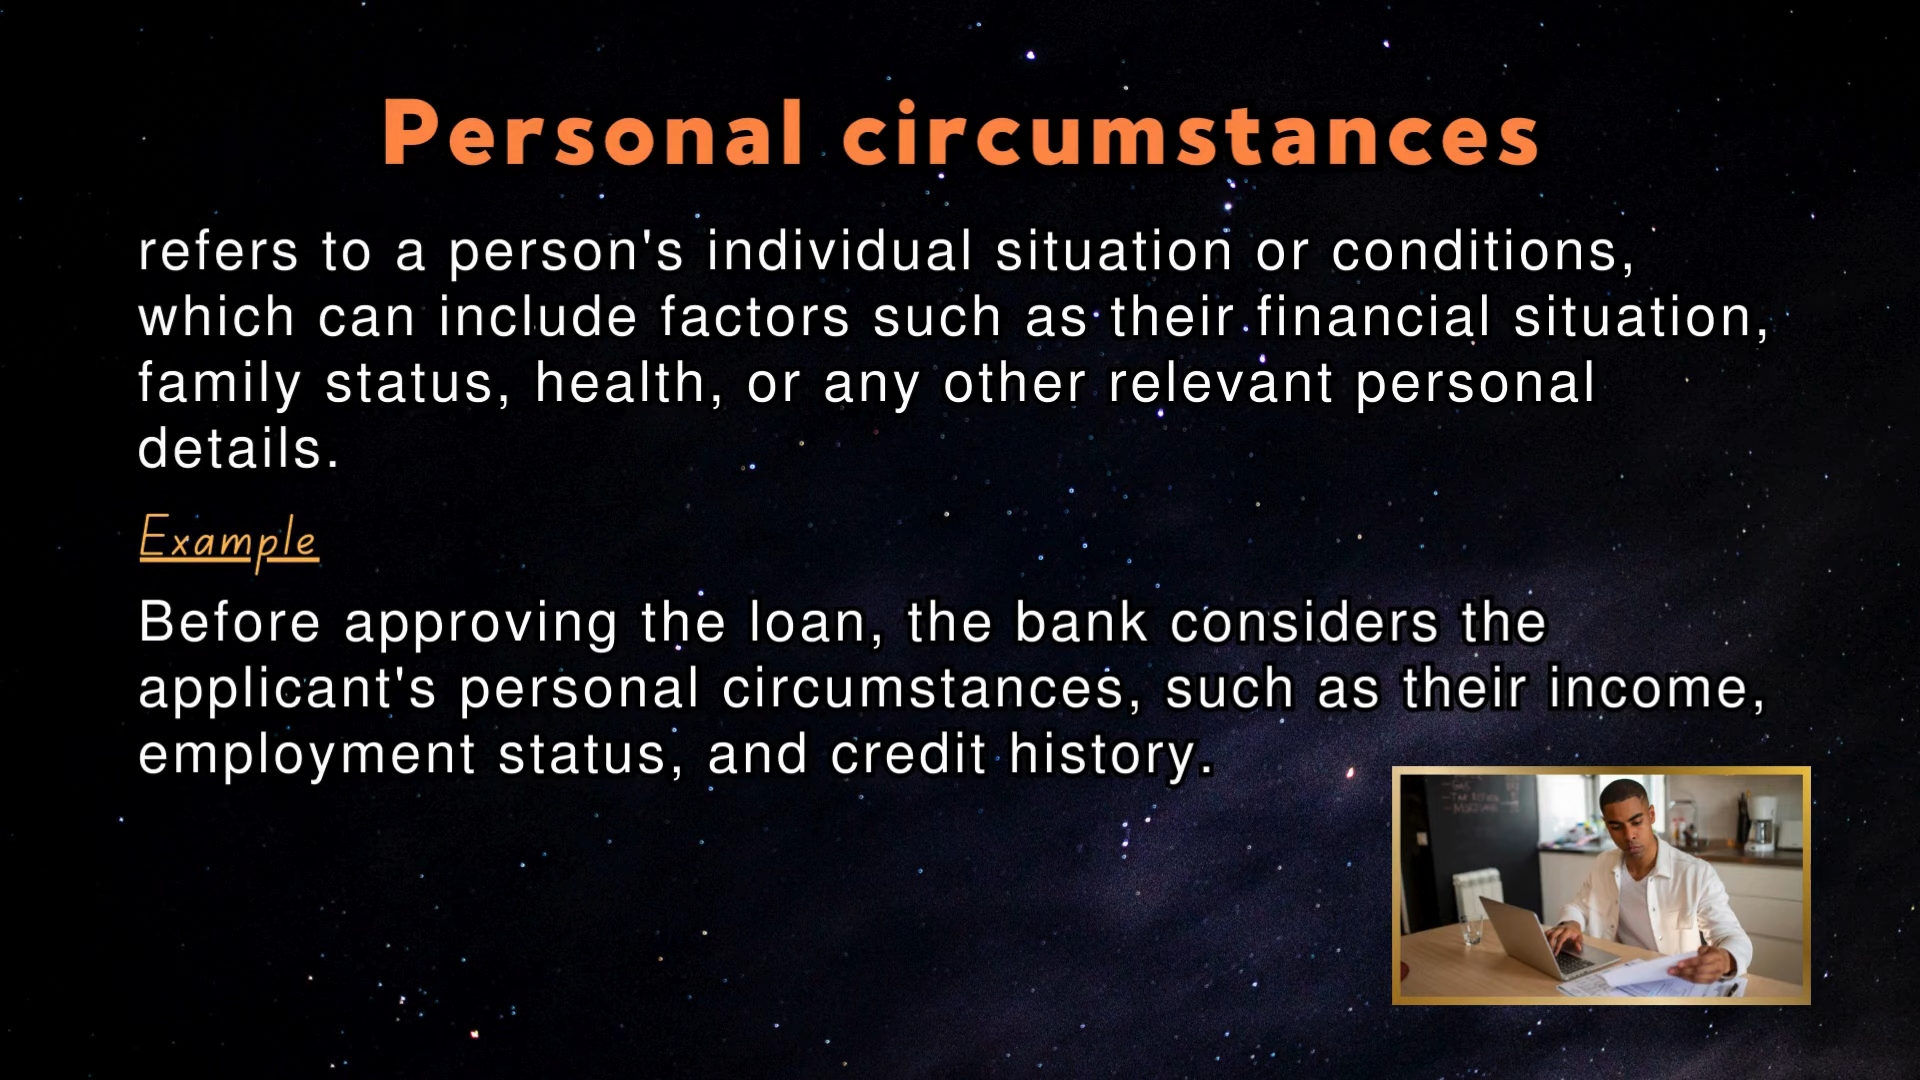 Personal circumstances
refers to a person's individual situation or conditions,
which can include factors such as their financial situation,
family status, health, or any other relevant personal
details.
Example
Before approving the loan, the bank considers the
applicant's personal circumstances, such as their income,
employment status, and credit history.